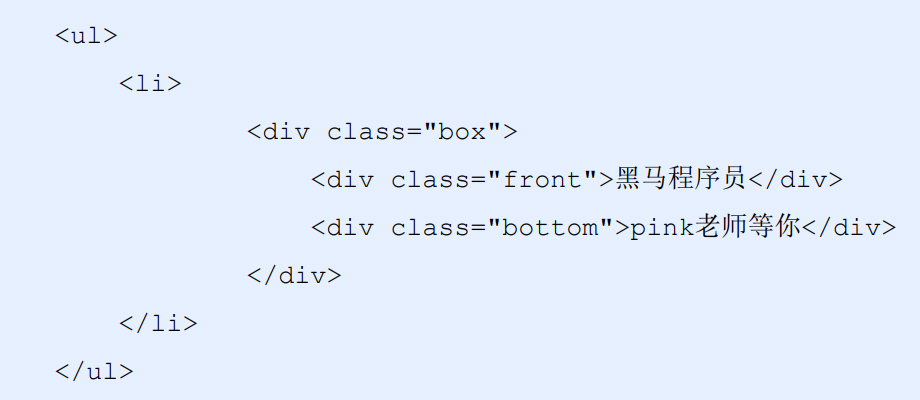 <ul>
<li>
<div class="box">
<div class="front">黑马程序员</div>
<div class="bottom">pink老师等你</div>
</div>
</li>
</ul>